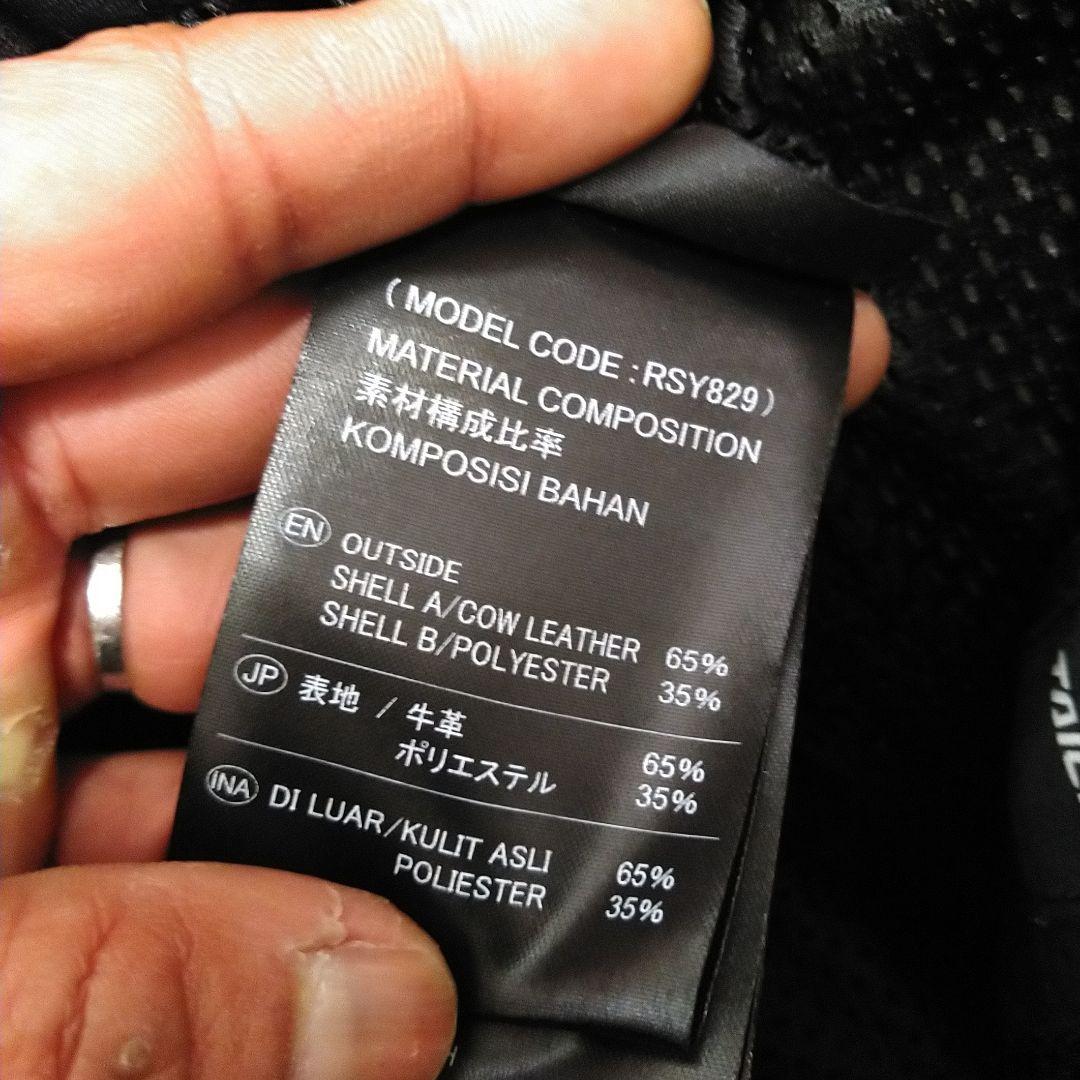 (MODEL CODE:RSY829)
MATERIAL COMPOSITION
素材構成比率
KOMPOSISI BAHAN
EN OUTSIDE
SHELL A/COW LEATHER 65%
SHELL B/POLYESTER 35%
JP 表地 / 牛革 65%
ポリエステル 35%
INA DI LUAR/KULIT ASLI 65%
POLIESTER 35%